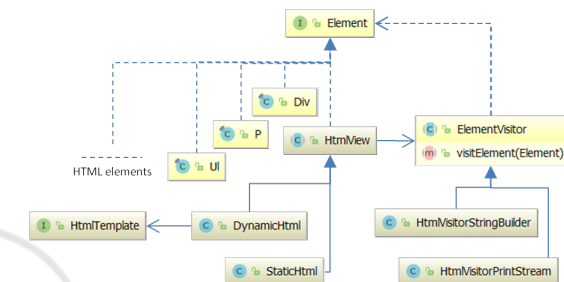 I Element
C Div
C P
C HtmlView
C ElementVisitor
m visitElement(Element)
HTML elements
C Ul
I HtmlTemplate
C DynamicHtml
C HtmlVisitorStringBuilder
C StaticHtml
C HtmlVisitorPrintStream